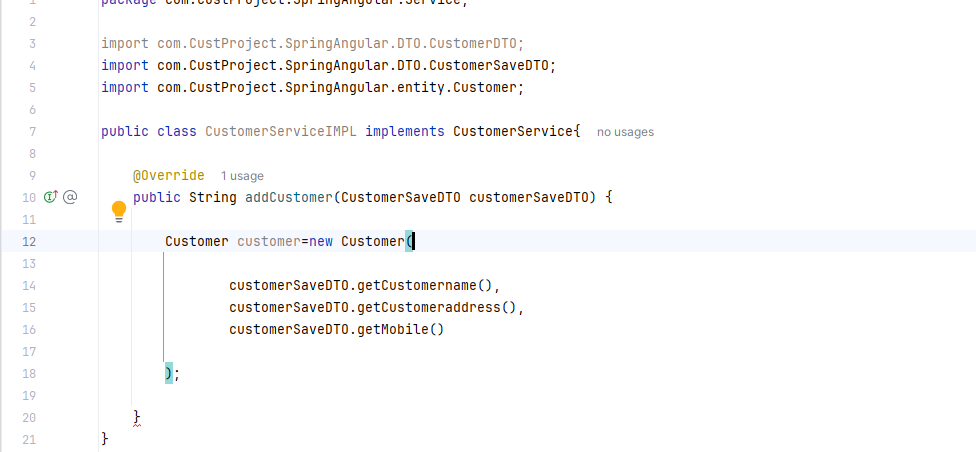 1 package com.CustProject.SpringAngular.Service;
2
3 import com.CustProject.SpringAngular.DTO.CustomerDTO;
4 import com.CustProject.SpringAngular.DTO.CustomerSaveDTO;
5 import com.CustProject.SpringAngular.entity.Customer;
6
7 public class CustomerServiceIMPL implements CustomerService{ no usages
8
9 @Override 1 usage
10 public String addCustomer(CustomerSaveDTO customerSaveDTO) {
11
12 Customer customer=new Customer(
13
14 customerSaveDTO.getCustomername(),
15 customerSaveDTO.getCustomeraddress(),
16 customerSaveDTO.getMobile()
17
18 );
19
20 }
21 }